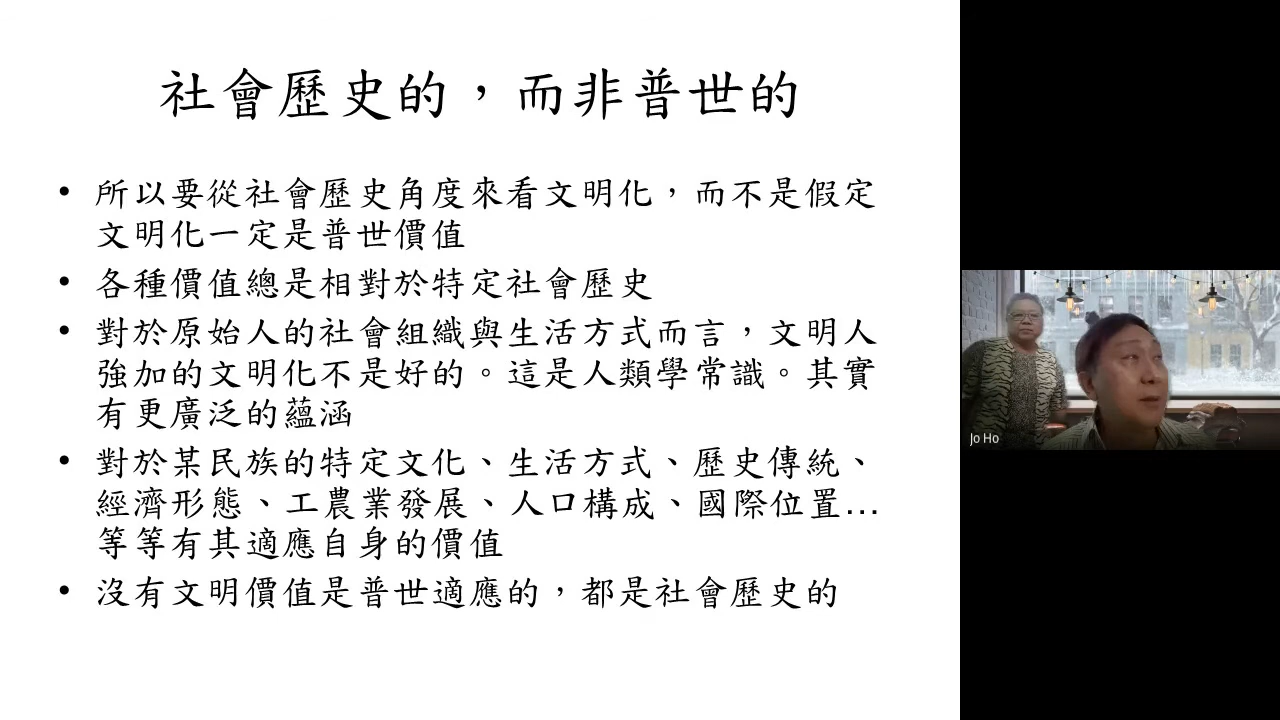 社會歷史的，而非普世的
• 所以要從社會歷史角度來看文明化，而不是假定
文明化一定是普世價值
• 各種價值總是相對於特定社會歷史
• 對於原始人的社會組織與生活方式而言，文明人
強加的文明化不是好的。這是人類學常識。其實
有更廣泛的蘊涵
• 對於某民族的特定文化、生活方式、歷史傳統、
經濟形態、工農業發展、人口構成、國際位置…
等等有其適應自身的價值
• 沒有文明價值是普世適應的，都是社會歷史的
Jo Ho